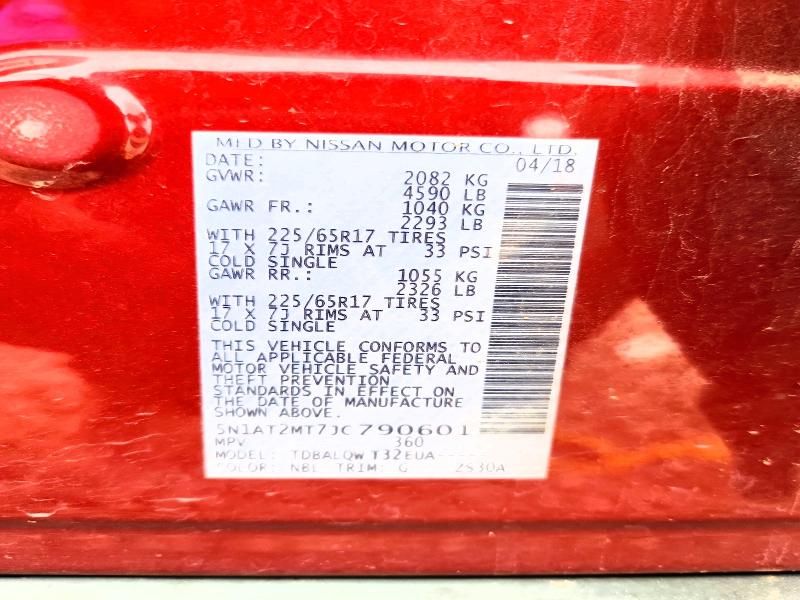 MFD BY NISSAN MOTOR CO., LTD.
DATE: 04/18
GVWR: 2082 KG
4590 LB
GAWR FR.: 1040 KG
2293 LB
WITH 225/65R17 TIRES
17 X 7J RIMS AT 33 PSI
COLD SINGLE
GAWR RR.: 1055 KG
2326 LB
WITH 225/65R17 TIRES
17 X 7J RIMS AT 33 PSI
COLD SINGLE
THIS VEHICLE CONFORMS TO
ALL APPLICABLE FEDERAL
MOTOR VEHICLE SAFETY AND
THEFT PREVENTION
STANDARDS IN EFFECT ON
THE DATE OF MANUFACTURE
SHOWN ABOVE.
5N1AT2MT7JC790601
MPV 360
MODEL: TDBALQW T32EUA-----
COLOR: NBL TRIM: G 2S30A